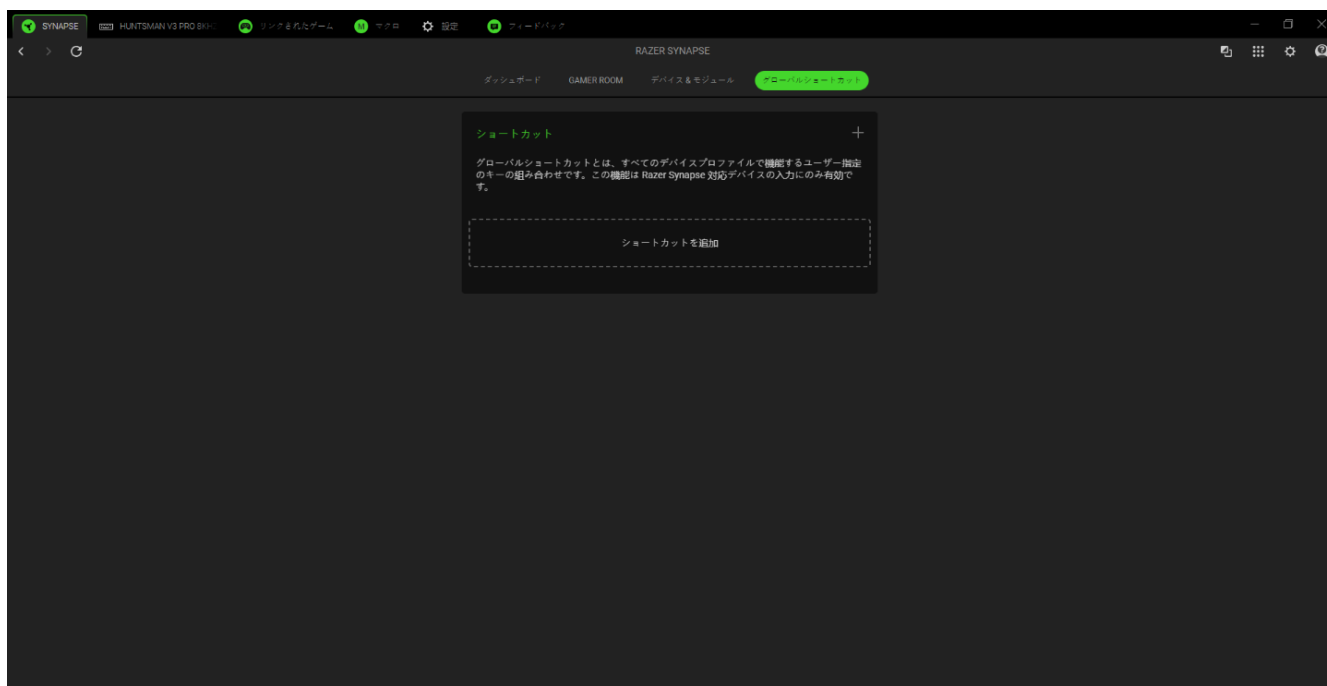 SYNAPSE
HUNTSMAN V3 PRO 8KHZ
リンクされたゲーム
マクロ
設定
フィードバック
RAZER SYNAPSE
ダッシュボード
GAMER ROOM
デバイス & モジュール
グローバルショートカット
ショートカット
グローバルショートカットとは、すべてのデバイスプロファイルで機能するユーザー指定
のキーの組み合わせです。この機能は Razer Synapse 対応デバイスの入力にのみ有効で
す。
ショートカットを追加